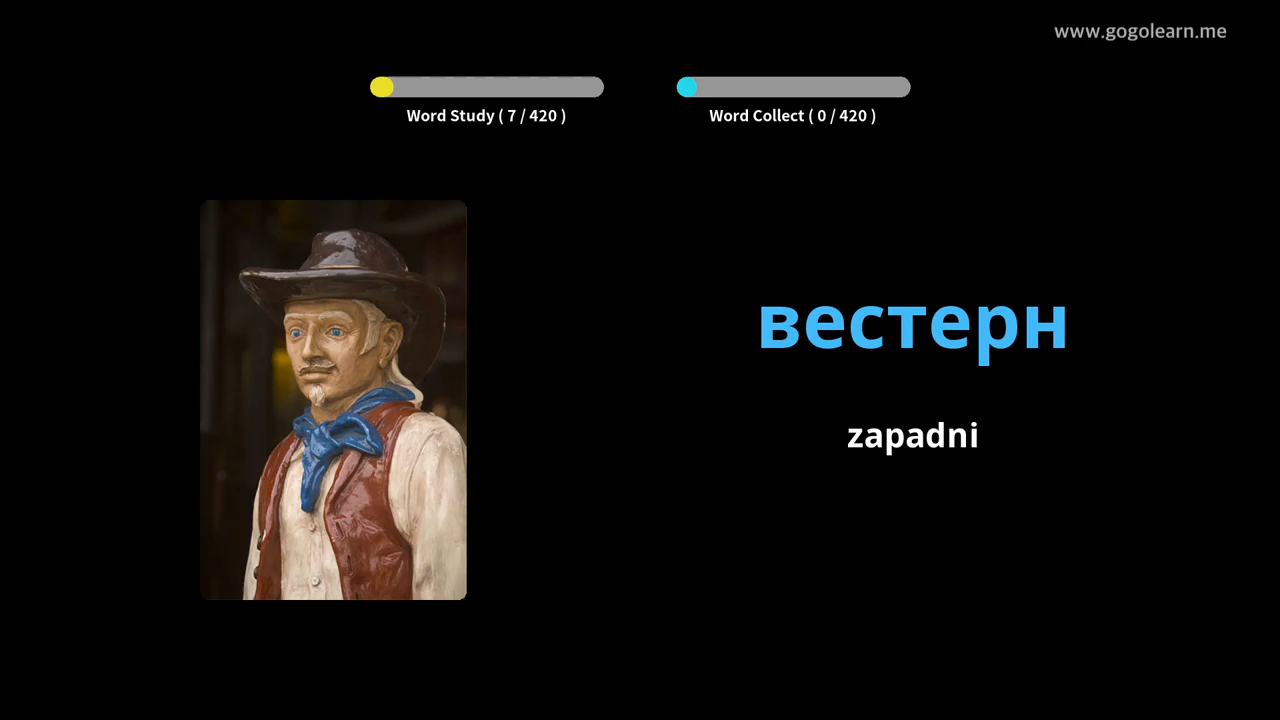 www.gogolearn.me
Word Study ( 7 / 420 )
Word Collect ( 0 / 420 )
вестерн
zapadni